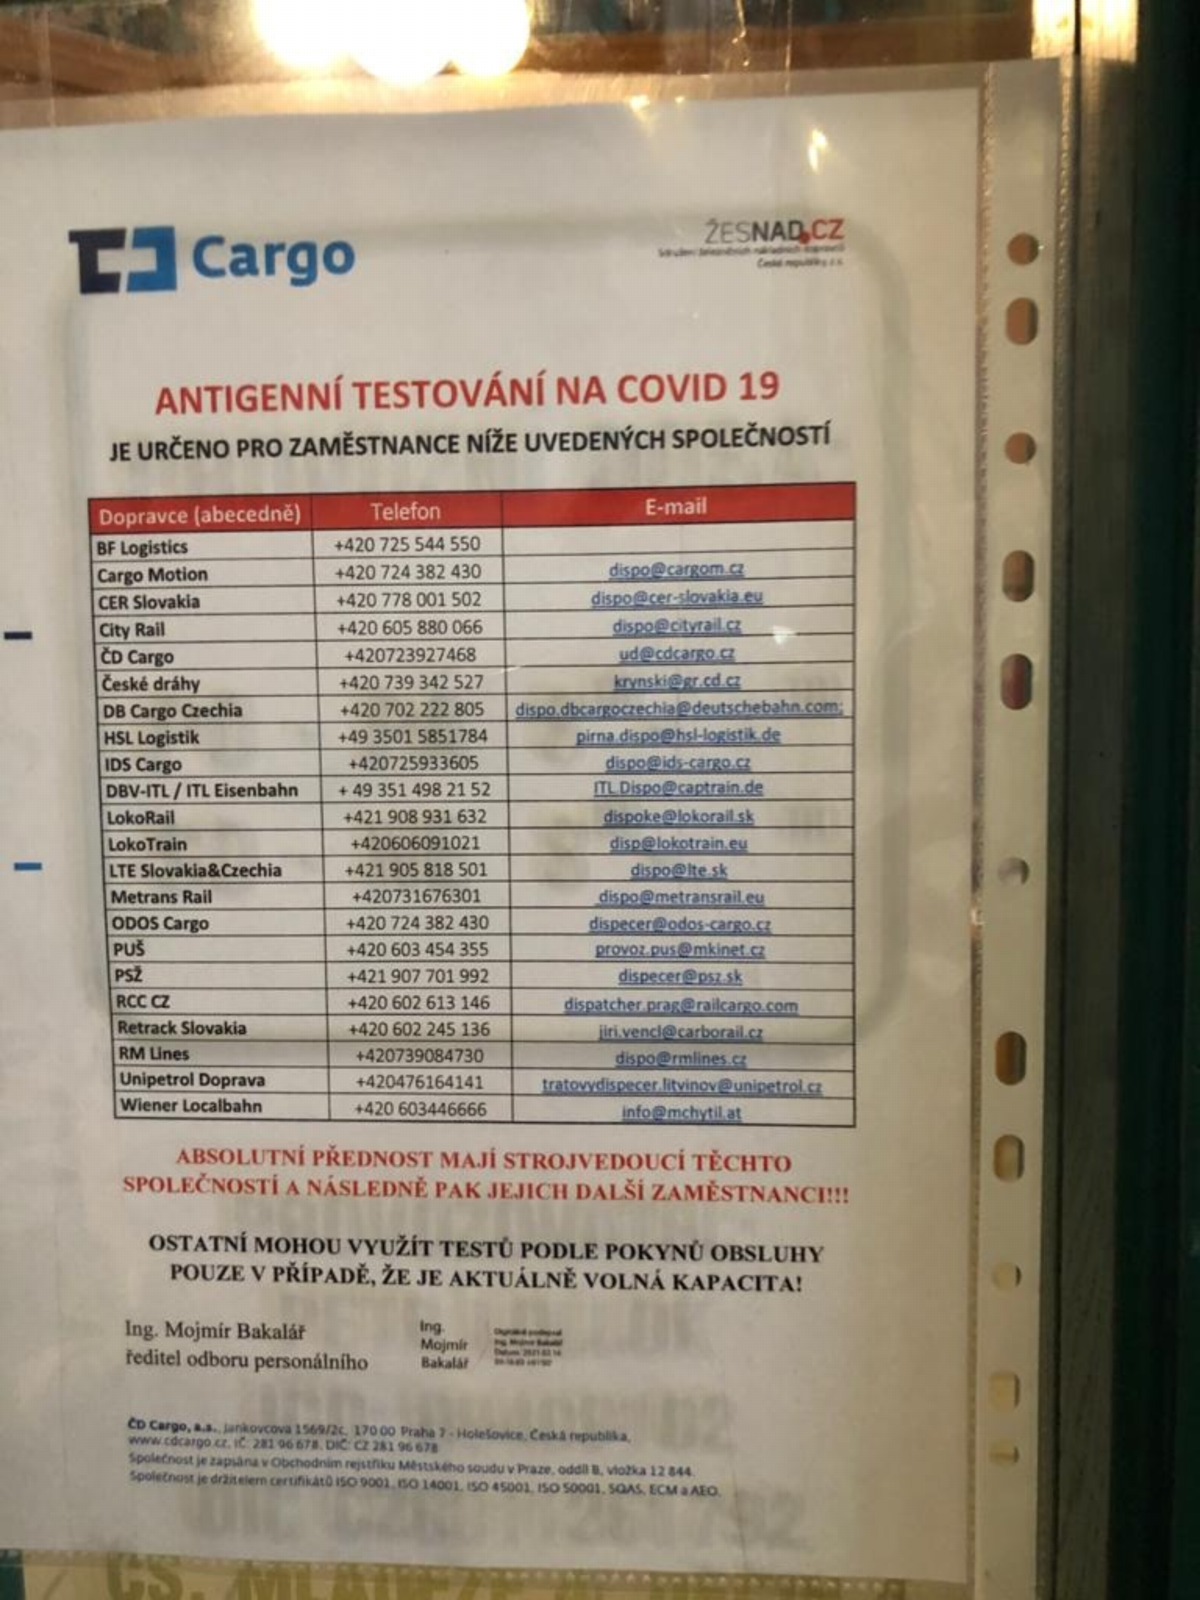 Cargo
ŽESNAD.CZ
České republiky z.s.
ANTIGENNÍ TESTOVÁNÍ NA COVID 19
JE URČENO PRO ZAMĚSTNANCE NÍŽE UVEDENÝCH SPOLEČNOSTÍ
Dopravce (abecedně) Telefon E-mail
BF Logistics +420 725 544 550
Cargo Motion +420 724 382 430 dispo@cargom.cz
CER Slovakia +420 778 001 502 dispo@cer-slovakia.eu
City Rail +420 605 880 066 dispo@cityrail.cz
ČD Cargo +420723927468 ud@cdcargo.cz
České dráhy +420 739 342 527 krynski@gr.cd.cz
DB Cargo Czechia +420 702 222 805 dispo.dbcargoczechia@deutschebahn.com;
HSL Logistik +49 3501 5851784 pirna.dispo@hsl-logistik.de
IDS Cargo +420725933605 dispo@ids-cargo.cz
DBV-ITL / ITL Eisenbahn + 49 351 498 21 52 ITL.Dispo@captrain.de
LokoRail +421 908 931 632 dispoke@lokorail.sk
LokoTrain +420606091021 disp@lokotrain.eu
LTE Slovakia&Czechia +421 905 818 501 dispo@lte.sk
Metrans Rail +420731676301 dispo@metransrail.eu
ODOS Cargo +420 724 382 430 dispecer@odos-cargo.cz
PUŠ +420 603 454 355 provoz.pus@mkinet.cz
PSŽ +421 907 701 992 dispecer@psz.sk
RCC CZ +420 602 613 146 dispatcher.prag@railcargo.com
Retrack Slovakia +420 602 245 136 jiri.vencl@carborail.cz
RM Lines +420739084730 dispo@rmlines.cz
Unipetrol Doprava +420476164141 tratovydispecer.litvinov@unipetrol.cz
Wiener Localbahn +420 603446666 info@mchytil.at
ABSOLUTNÍ PŘEDNOST MAJÍ STROJVEDOUCÍ TĚCHTO
SPOLEČNOSTÍ A NÁSLEDNĚ PAK JEJICH DALŠÍ ZAMĚSTNANCI!!!
OSTATNÍ MOHOU VYUŽÍT TESTŮ PODLE POKYNŮ OBSLUHY
POUZE V PŘÍPADĚ, ŽE JE AKTUÁLNĚ VOLNÁ KAPACITA!
Ing. Mojmír Bakalář
ředitel odboru personálního
Ing.
Mojmír
Bakalář
ČD Cargo, a.s., Jankovcova 1569/2c, 170 00 Praha 7 - Holešovice, Česká republika,
www.cdcargo.cz, IČ: 281 96 678, DIČ: CZ 281 96 678
Společnost je zapsána v Obchodním rejstříku Městského soudu v Praze, oddíl B, vložka 12 844.
Společnost je držitelem certifikátů ISO 9001, ISO 14001, ISO 45001, ISO 50001, SQAS, ECM a AEO.